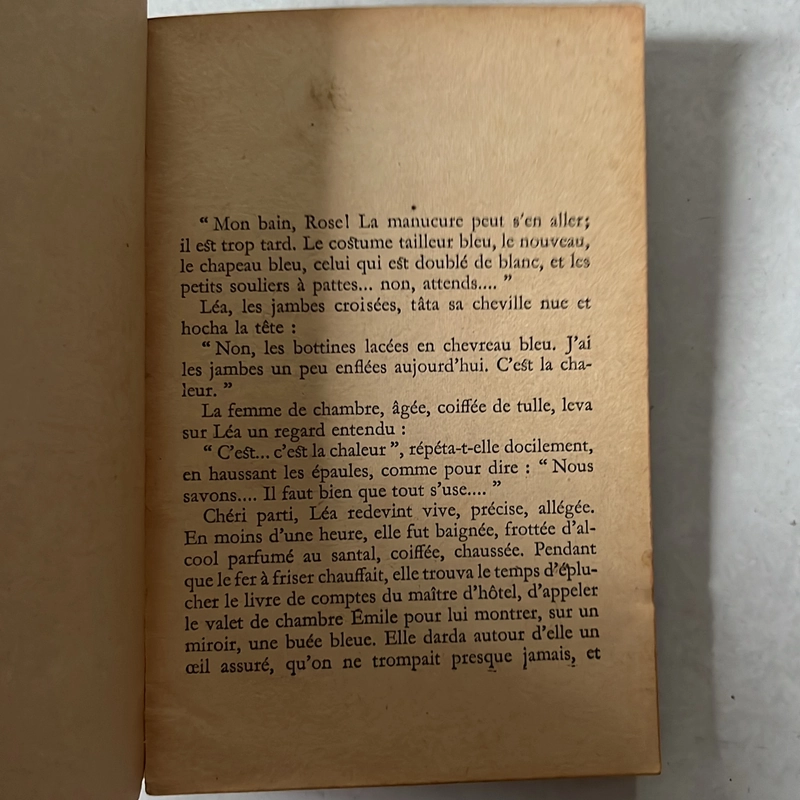 “ Mon bain, Rose! La manucure peut s'en aller;
il est trop tard. Le costume tailleur bleu, le nouveau,
le chapeau bleu, celui qui est doublé de blanc, et les
petits souliers à pattes... non, attends.... ”
Léa, les jambes croisées, tâta sa cheville nue et
hocha la tête :
“ Non, les bottines lacées en chevreau bleu. J'ai
les jambes un peu enflées aujourd'hui. C'est la cha-
leur. ”
La femme de chambre, âgée, coiffée de tulle, leva
sur Léa un regard entendu :
“ C'est... c'est la chaleur ”, répéta-t-elle docilement,
en haussant les épaules, comme pour dire : “ Nous
savons.... Il faut bien que tout s'use.... ”
Chéri parti, Léa redevint vive, précise, allégée.
En moins d'une heure, elle fut baignée, frottée d'al-
cool parfumé au santal, coiffée, chaussée. Pendant
que le fer à friser chauffait, elle trouva le temps d'éplu-
cher le livre de comptes du maître d'hôtel, d'appeler
le valet de chambre Émile pour lui montrer, sur un
miroir, une buée bleue. Elle darda autour d'elle un
œil assuré, qu'on ne trompait presque jamais, et